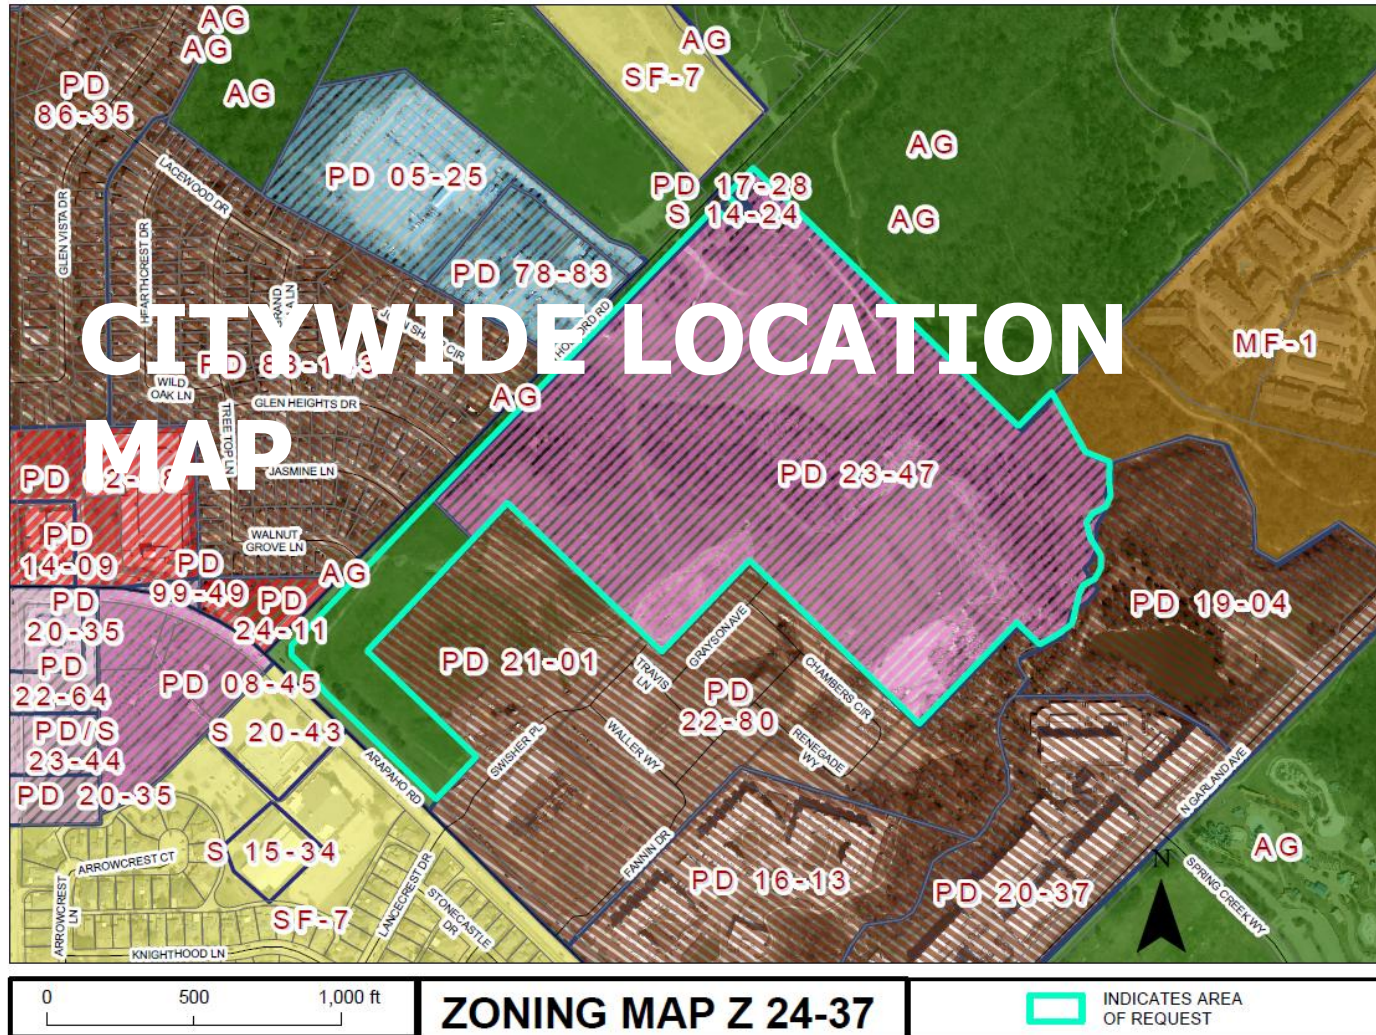 AG
AG
AG
SF-7
PD
86-35
AG
PD 05-25
AG
LACEWOOD DR
PD 17-28
S 14-24
GLEN VISTA DR
HEARTHCREST DR
AG
PD 78-83
CITYWIDE LOCATION
MAP
MF-1
WILD
OAK LN
GLEN HEIGHTS DR
AG
TREE TOP LN
JASMINE LN
PD 23-47
PD
14-09
WALNUT
GROVE LN
PD
99-49
AG
PD
20-35
PD
24-11
PD 19-04
GRAYSON AVE
PD
22-64
PD 08-45
PD 21-01
TRAVIS
LN
CHAMBERS CIR
PD
22-80
PD/S
23-44
S 20-43
SWISHER PL
WALLER WY
RENEGADE
WY
ARAPAHO RD
PD 20-35
N GARLAND AVE
ARROWCREST CT
S 15-34
FANNIN DR
AG
PD 16-13
PD 20-37
N
SPRING CREEK WY
ARROWCREST
LN
SF-7
LANCECREST DR
STONECASTLE
DR
KNIGHTHOOD LN
0 500 1,000 ft
ZONING MAP Z 24-37
INDICATES AREA
OF REQUEST